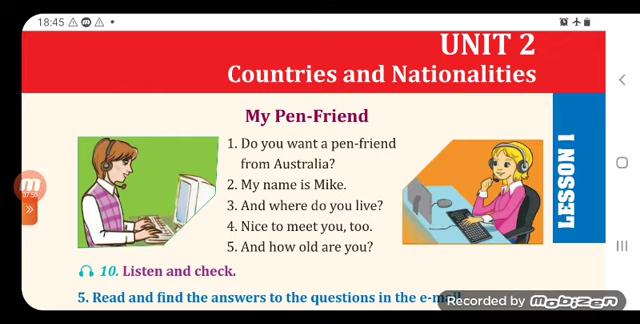 18:45
UNIT 2
Countries and Nationalities
My Pen-Friend
1. Do you want a pen-friend
from Australia?
2. My name is Mike.
3. And where do you live?
4. Nice to meet you, too.
5. And how old are you?
LESSON 1
10. Listen and check.
5. Read and find the answers to the questions in the e-mail
Recorded by Mobizen